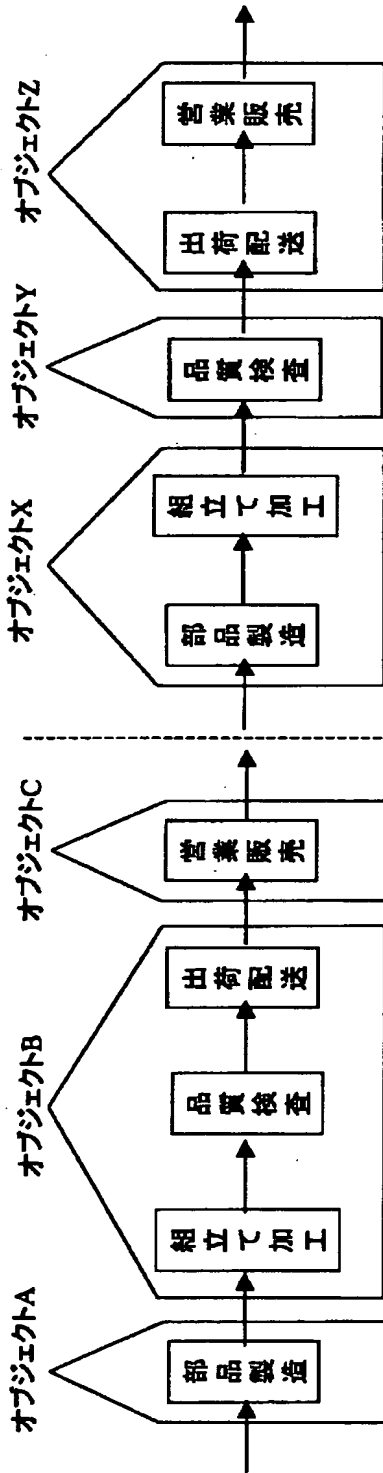 オブジェクトA
部品製造
オブジェクトB
組立て加工
品質検査
出荷配送
オブジェクトC
営業販売
オブジェクトX
部品製造
組立て加工
オブジェクトY
品質検査
オブジェクトZ
出荷配送
営業販売